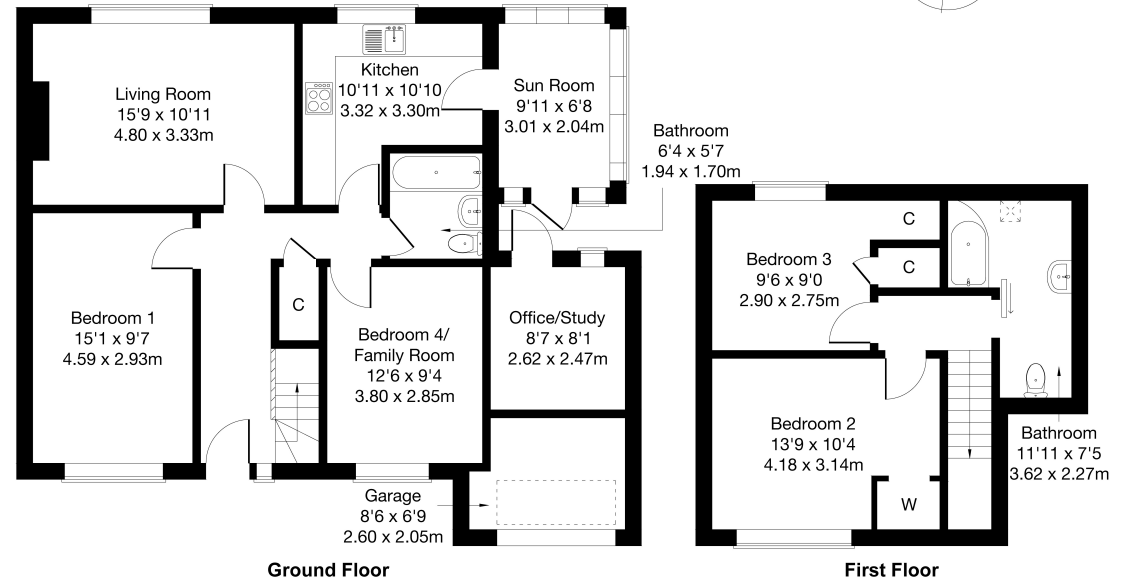 Living Room
15'9 x 10'11
4.80 x 3.33m
Kitchen
10'11 x 10'10
3.32 x 3.30m
Sun Room
9'11 x 6'8
3.01 x 2.04m
Bathroom
6'4 x 5'7
1.94 x 1.70m
Bedroom 1
15'1 x 9'7
4.59 x 2.93m
C
Bedroom 4/
Family Room
12'6 x 9'4
3.80 x 2.85m
Office/Study
8'7 x 8'1
2.62 x 2.47m
Garage
8'6 x 6'9
2.60 x 2.05m
Ground Floor
C
C
Bedroom 3
9'6 x 9'0
2.90 x 2.75m
Bedroom 2
13'9 x 10'4
4.18 x 3.14m
W
Bathroom
11'11 x 7'5
3.62 x 2.27m
First Floor